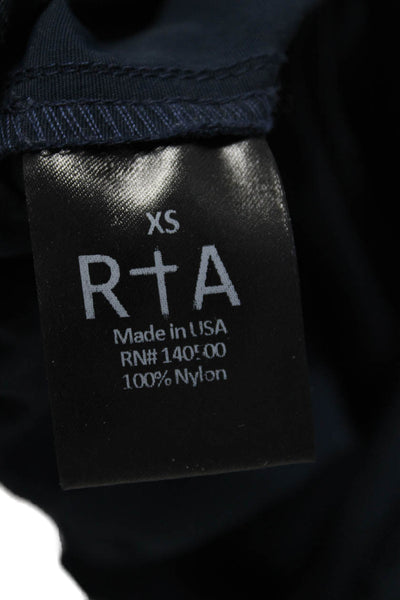 XS
R†A
Made in USA
RN# 140500
100% Nylon